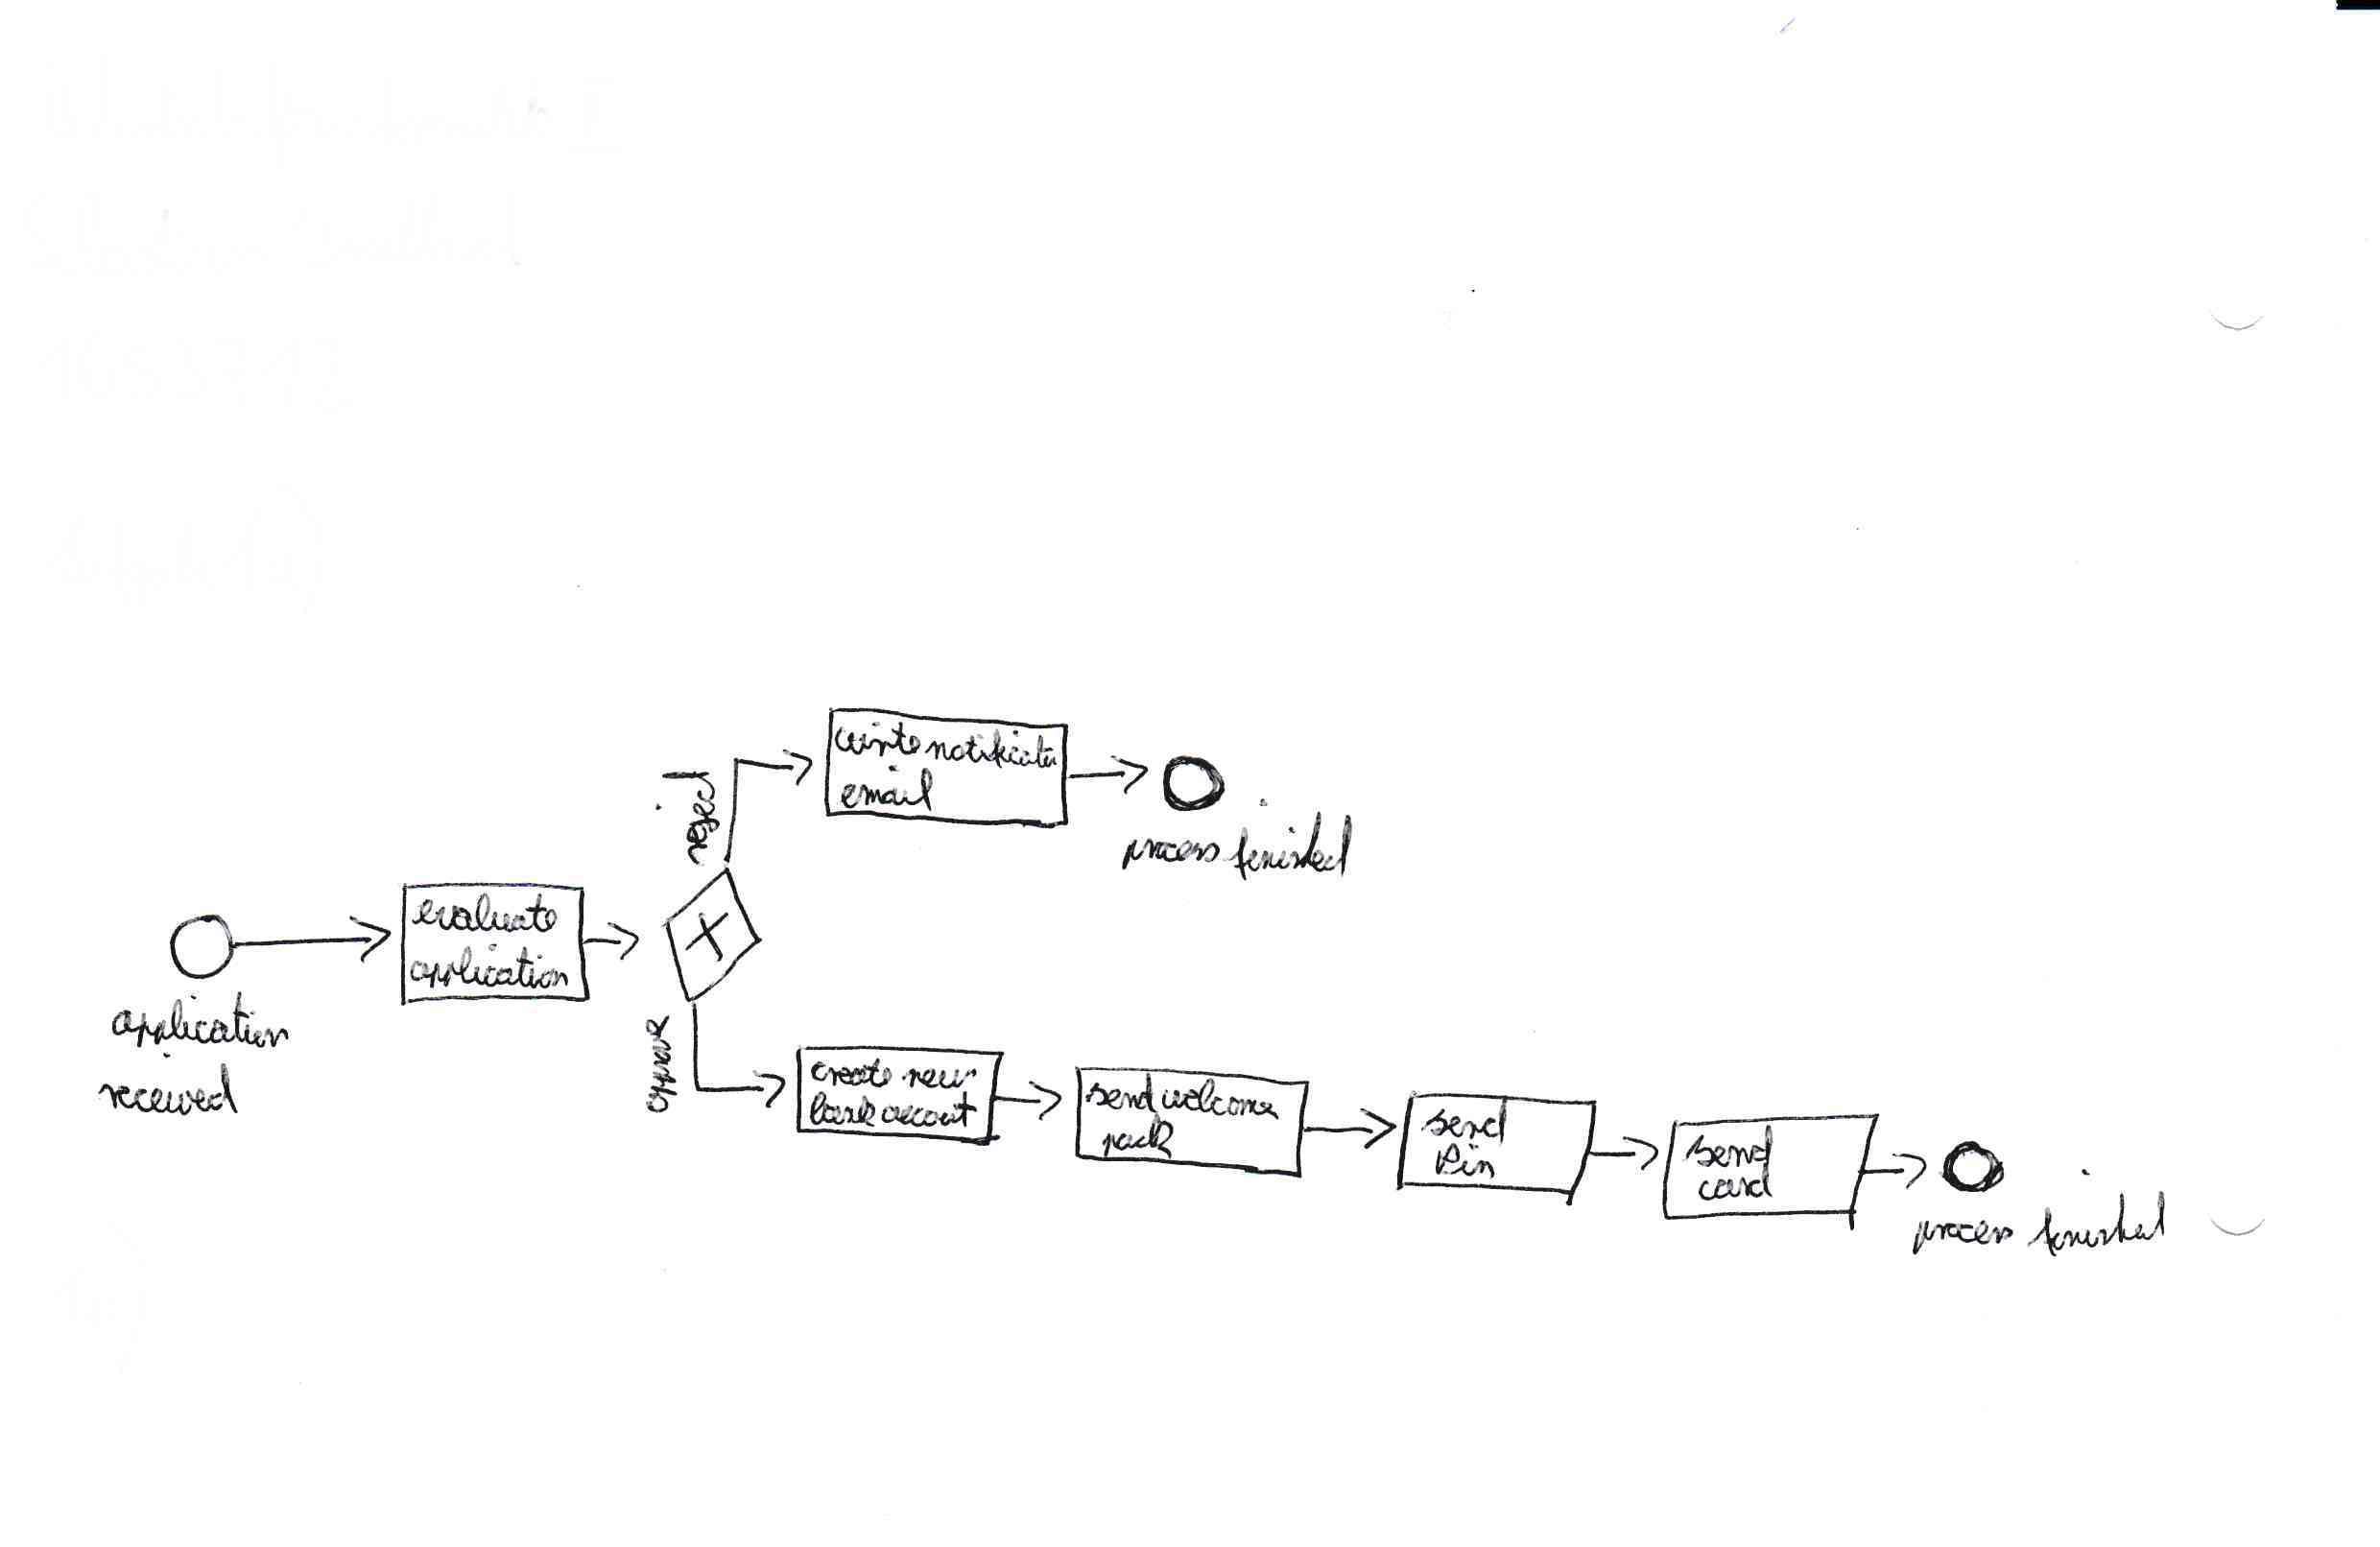 reject
write notification
email
process finished
evaluate
application
application
received
approve
create new
bank account
send welcome
pack
send
Pin
send
card
process finished